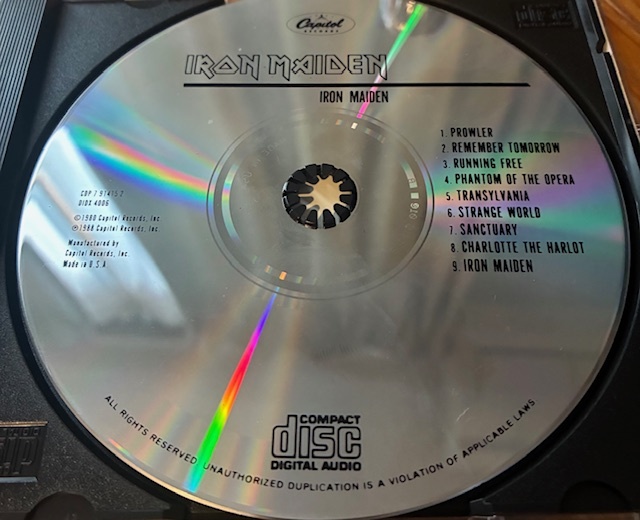 Capitol
RECORDS
IRON MAIDEN
IRON MAIDEN
1. PROWLER
2. REMEMBER TOMORROW
3. RUNNING FREE
4. PHANTOM OF THE OPERA
5. TRANSYLVANIA
6. STRANGE WORLD
7. SANCTUARY
8. CHARLOTTE THE HARLOT
9. IRON MAIDEN
CDP 7 91415 2
DIDX 4006
©1980 Capitol Records, Inc.
℗1980 Capitol Records, Inc.
Manufactured by
Capitol Records, Inc.
Made in U.S.A
COMPACT
disc
DIGITAL AUDIO
ALL RIGHTS RESERVED UNAUTHORIZED DUPLICATION IS A VIOLATION OF APPLICABLE LAWS